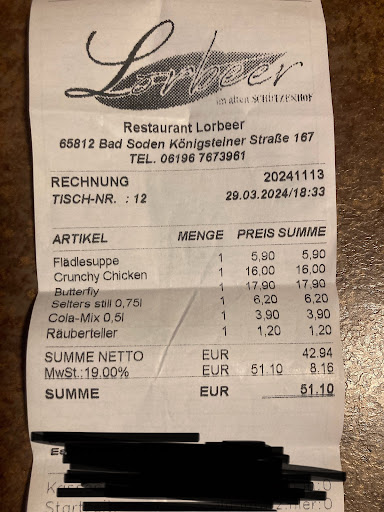 Lorbeer
im alten SCHÜTZENHOF
Restaurant Lorbeer
65812 Bad Soden Königsteiner Straße 167
TEL. 06196 7673961
RECHNUNG 20241113
TISCH-NR. : 12 29.03.2024/18:33
ARTIKEL MENGE PREIS SUMME
Flädlesuppe 1 5,90 5,90
Crunchy Chicken 1 16,00 16,00
Butterfly 1 17,90 17,90
Selters still 0,75l 1 6,20 6,20
Cola-Mix 0,5l 1 3,90 3,90
Räuberteller 1 1,20 1,20
SUMME NETTO EUR 42.94
MwSt.:19.00% EUR 51.10 8.16
SUMME EUR 51.10